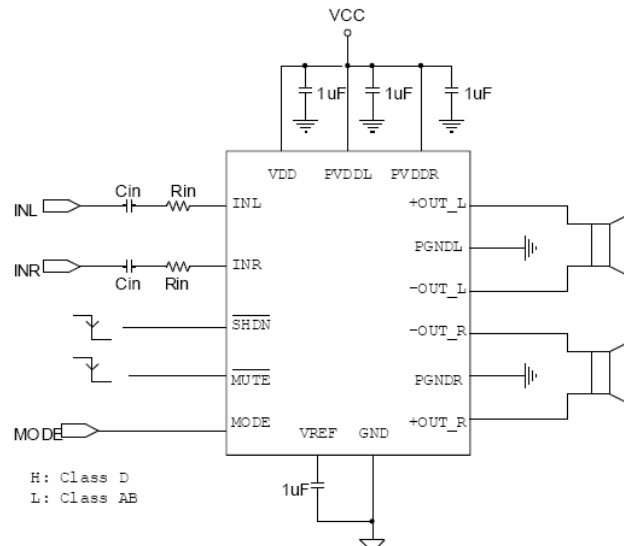 VCC
1uF 1uF 1uF
VDD PVDDL PVDDR
INL Cin Rin INL +OUT_L
PGNDL
INR Cin Rin INR -OUT_L
SHDN -OUT_R
MUTE PGNDR
MODE MODE +OUT_R
VREF GND
H: Class D
L: Class AB
1uF